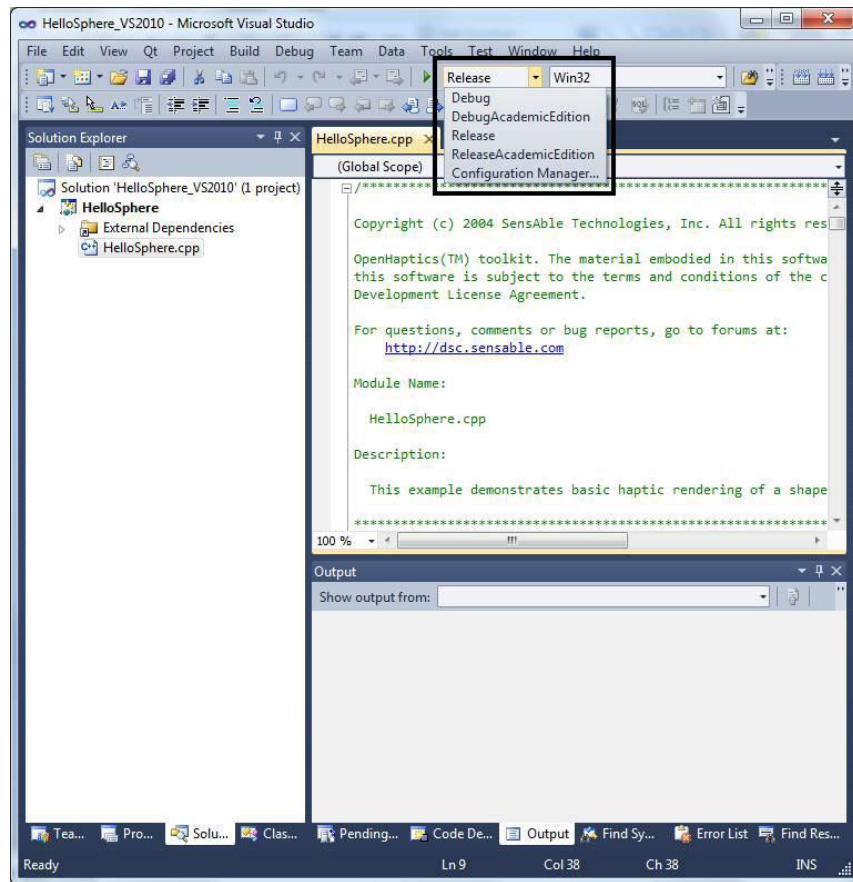 HelloSphere_VS2010 - Microsoft Visual Studio
File Edit View Qt Project Build Debug Team Data Tools Test Window Help
Release Win32
Debug
DebugAcademicEdition
Release
ReleaseAcademicEdition
Configuration Manager...
Solution Explorer
Solution 'HelloSphere_VS2010' (1 project)
HelloSphere
External Dependencies
HelloSphere.cpp
HelloSphere.cpp
(Global Scope)
/*****************************************************************
Copyright (c) 2004 SensAble Technologies, Inc. All rights res
OpenHaptics(TM) toolkit. The material embodied in this softwa
this software is subject to the terms and conditions of the c
Development License Agreement.
For questions, comments or bug reports, go to forums at:
http://dsc.sensable.com
Module Name:
HelloSphere.cpp
Description:
This example demonstrates basic haptic rendering of a shape
*****************************************************************
100 %
Output
Show output from:
Tea... Pro... Solu... Clas... Pending... Code De... Output Find Sy... Error List Find Res...
Ready Ln 9 Col 38 Ch 38 INS